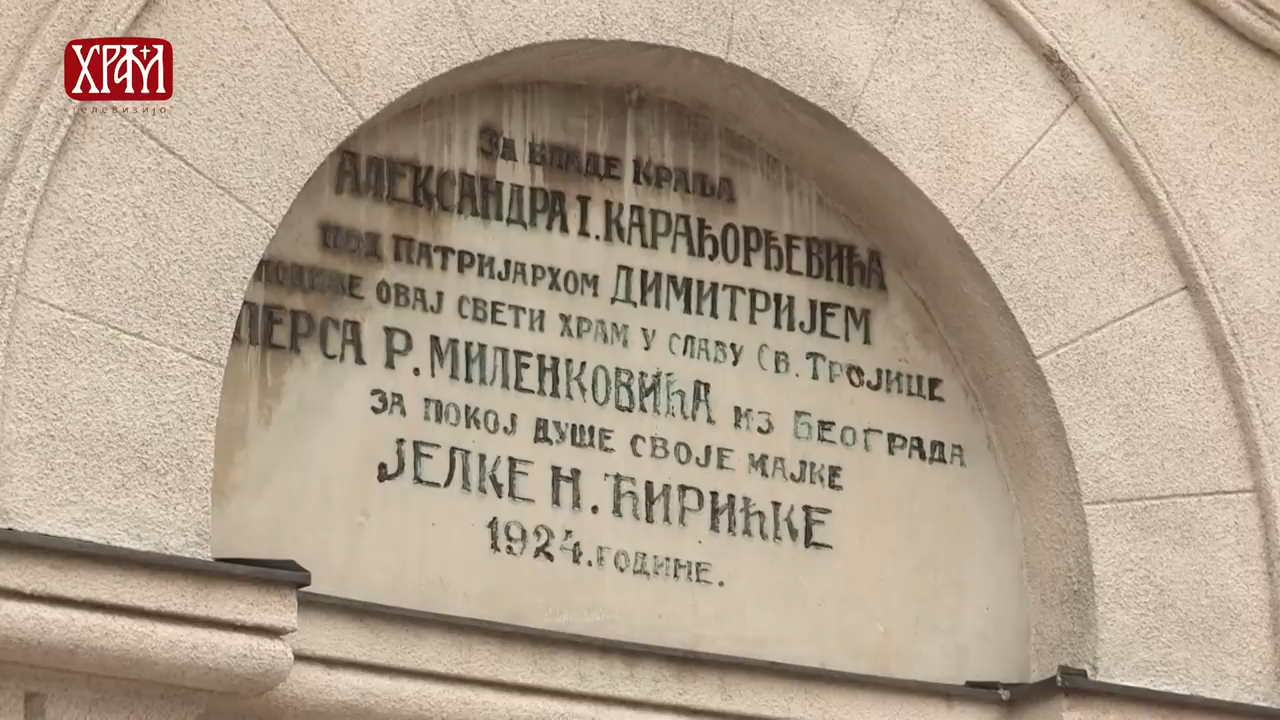 ХРАМ
телевизија
ЗА ВЛАДЕ КРАЉА
АЛЕКСАНДРА I. КАРАЂОРЂЕВИЋА
ПОД ПАТРИЈАРХОМ ДИМИТРИЈЕМ
ПОДИЖЕ ОВАЈ СВЕТИ ХРАМ У СЛАВУ СВ. ТРОЈИЦЕ
ПЕРСА Р. МИЛЕНКОВИЋА ИЗ БЕОГРАДА
ЗА ПОКОЈ ДУШЕ СВОЈЕ МАЈКЕ
ЈЕЛКЕ Н. ЋИРИЋКЕ
1924. ГОДИНЕ.